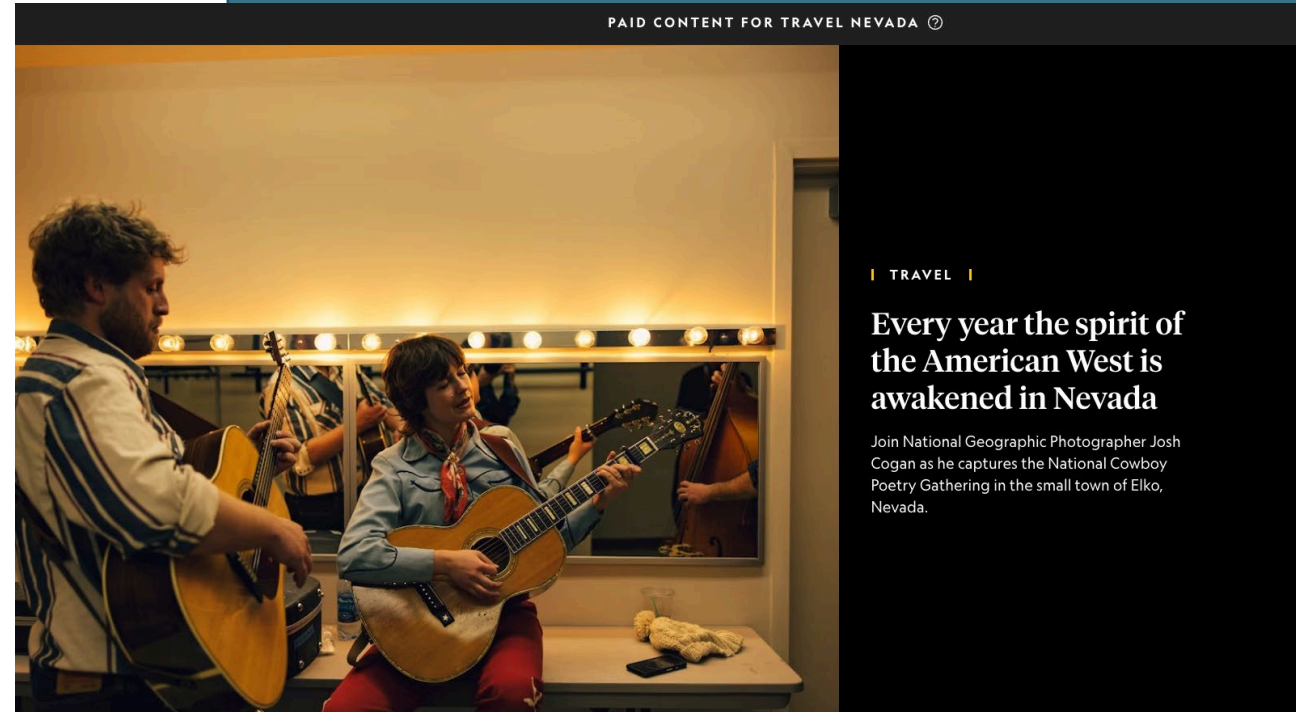 PAID CONTENT FOR TRAVEL NEVADA ?
TRAVEL
Every year the spirit of
the American West is
awakened in Nevada
Join National Geographic Photographer Josh
Cogan as he captures the National Cowboy
Poetry Gathering in the small town of Elko,
Nevada.